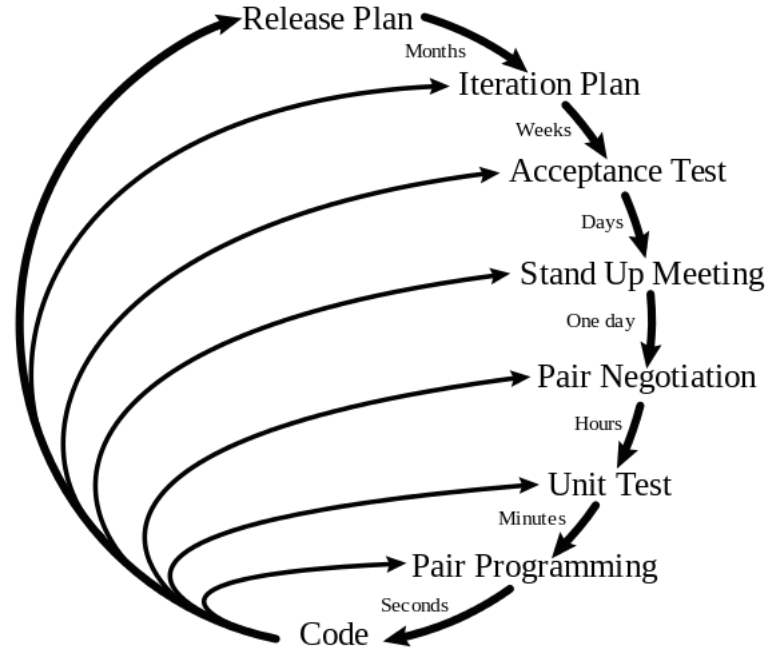 Release Plan
Months
Iteration Plan
Weeks
Acceptance Test
Days
Stand Up Meeting
One day
Pair Negotiation
Hours
Unit Test
Minutes
Pair Programming
Seconds
Code